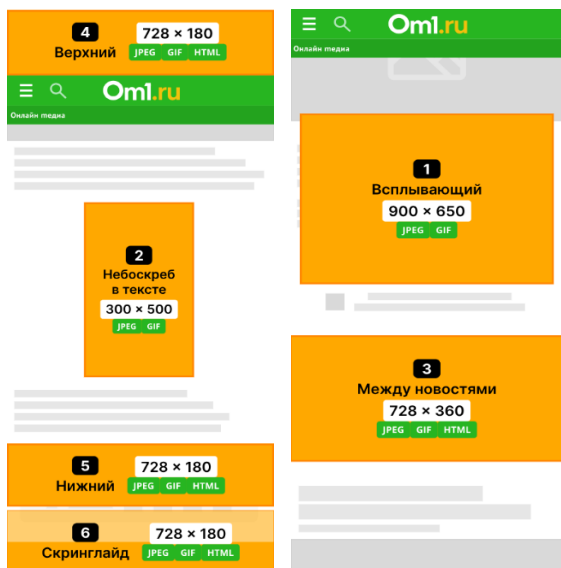 4
728 × 180
Верхний
JPEG GIF HTML
Om1.ru
Онлайн медиа
2
Небоскреб
в тексте
300 × 500
JPEG GIF
5
728 × 180
Нижний
JPEG GIF HTML
6
728 × 180
Скринглайд
JPEG GIF HTML
Om1.ru
Онлайн медиа
1
Всплывающий
900 × 650
JPEG GIF
3
Между новостями
728 × 360
JPEG GIF HTML